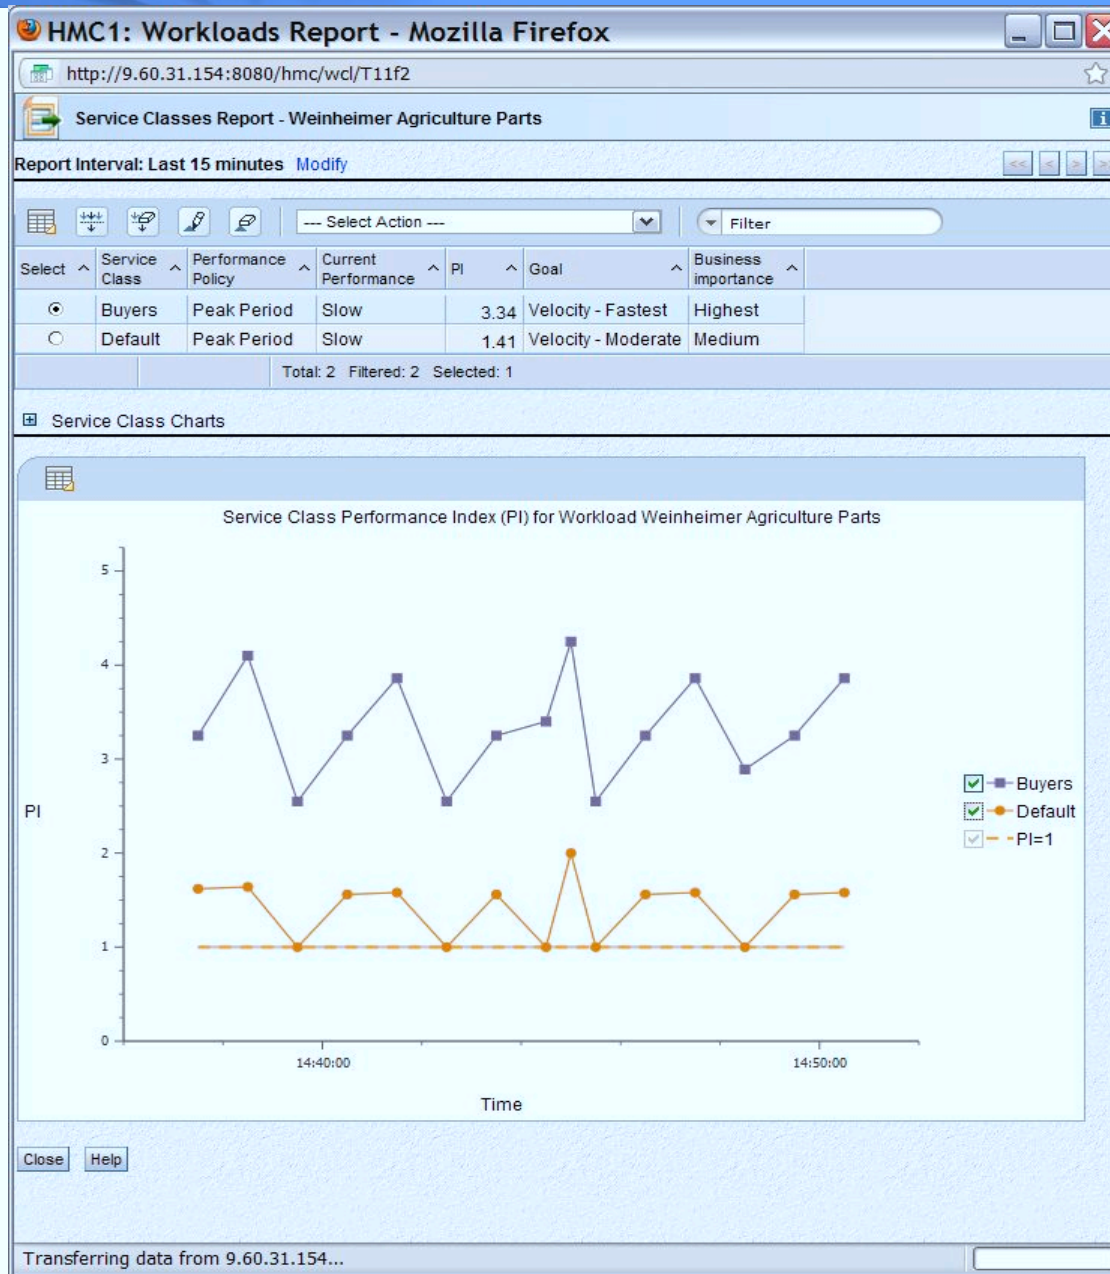 HMC1: Workloads Report - Mozilla Firefox
http://9.60.31.154:8080/hmc/wcl/T11f2
Service Classes Report - Weinheimer Agriculture Parts
Report Interval: Last 15 minutes Modify
<< < > >
--- Select Action --- Filter
Select Service Class Performance Policy Current Performance PI Goal Business importance
Buyers Peak Period Slow 3.34 Velocity - Fastest Highest
Default Peak Period Slow 1.41 Velocity - Moderate Medium
Total: 2 Filtered: 2 Selected: 1
Service Class Charts
Service Class Performance Index (PI) for Workload Weinheimer Agriculture Parts
5
4
3
Buyers
PI
Default
PI=1
2
1
0
14:40:00 14:50:00
Time
Close Help
Transferring data from 9.60.31.154...